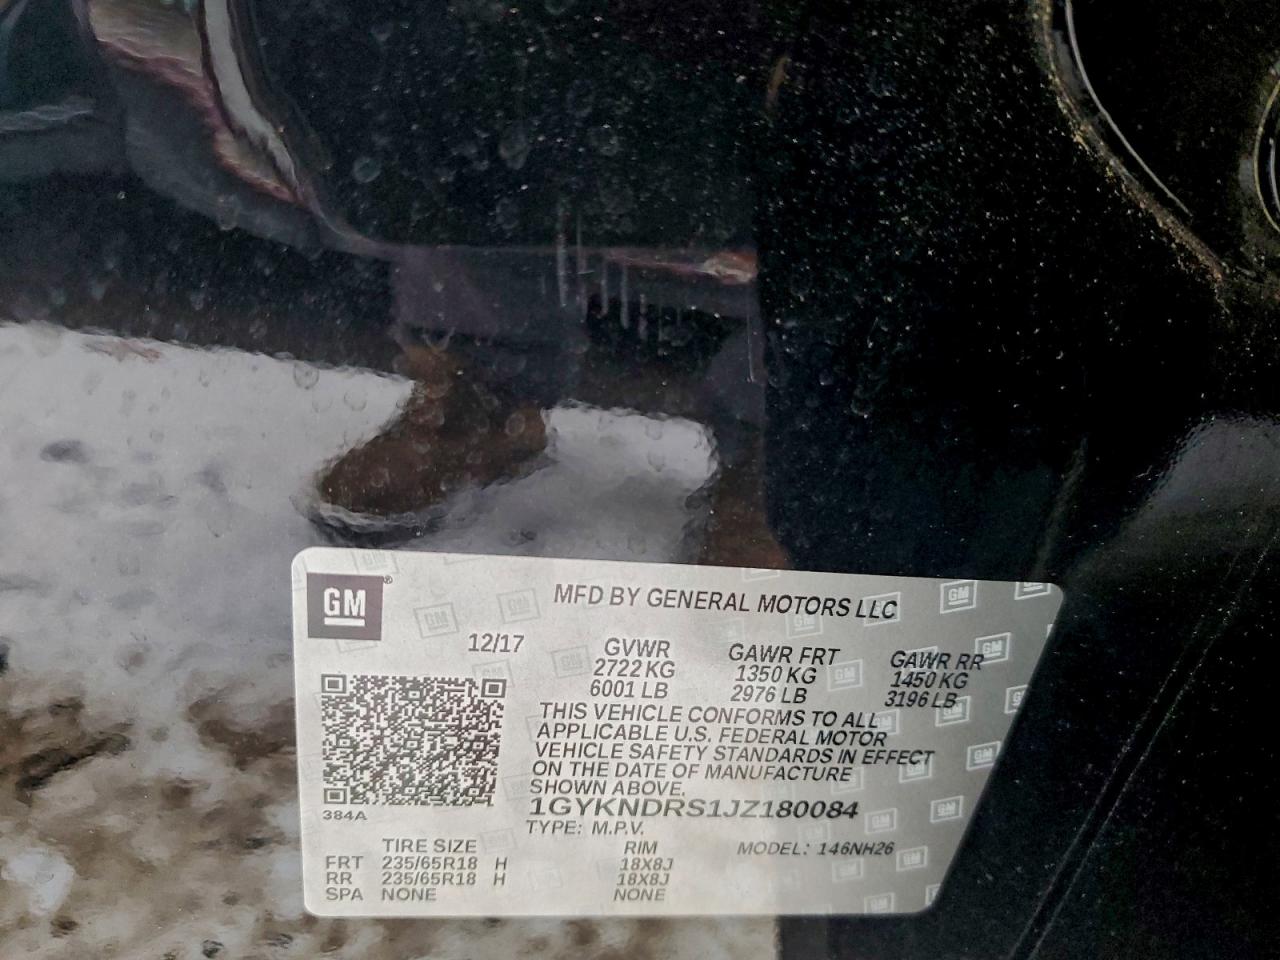 GM®
MFD BY GENERAL MOTORS LLC
12/17 GVWR GAWR FRT GAWR RR
2722 KG 1350 KG 1450 KG
6001 LB 2976 LB 3196 LB
THIS VEHICLE CONFORMS TO ALL
APPLICABLE U.S. FEDERAL MOTOR
VEHICLE SAFETY STANDARDS IN EFFECT
ON THE DATE OF MANUFACTURE
SHOWN ABOVE.
1GYKNDRS1JZ180084
384A
TYPE: M.P.V.
TIRE SIZE RIM MODEL: 146NH26
FRT 235/65R18 H 18X8J
RR 235/65R18 H 18X8J
SPA NONE NONE